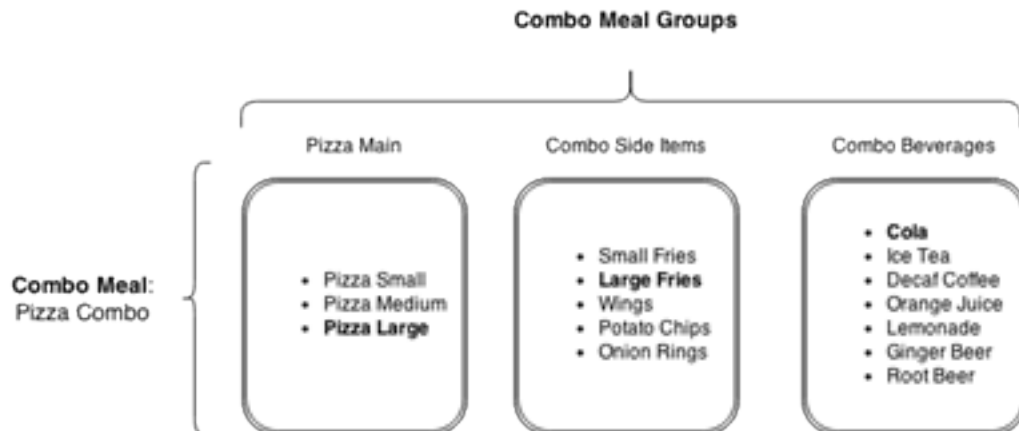 Combo Meal Groups
Pizza Main
Combo Side Items
Combo Beverages
Combo Meal:
Pizza Combo
• Pizza Small
• Pizza Medium
• Pizza Large
• Small Fries
• Large Fries
• Wings
• Potato Chips
• Onion Rings
• Cola
• Ice Tea
• Decaf Coffee
• Orange Juice
• Lemonade
• Ginger Beer
• Root Beer